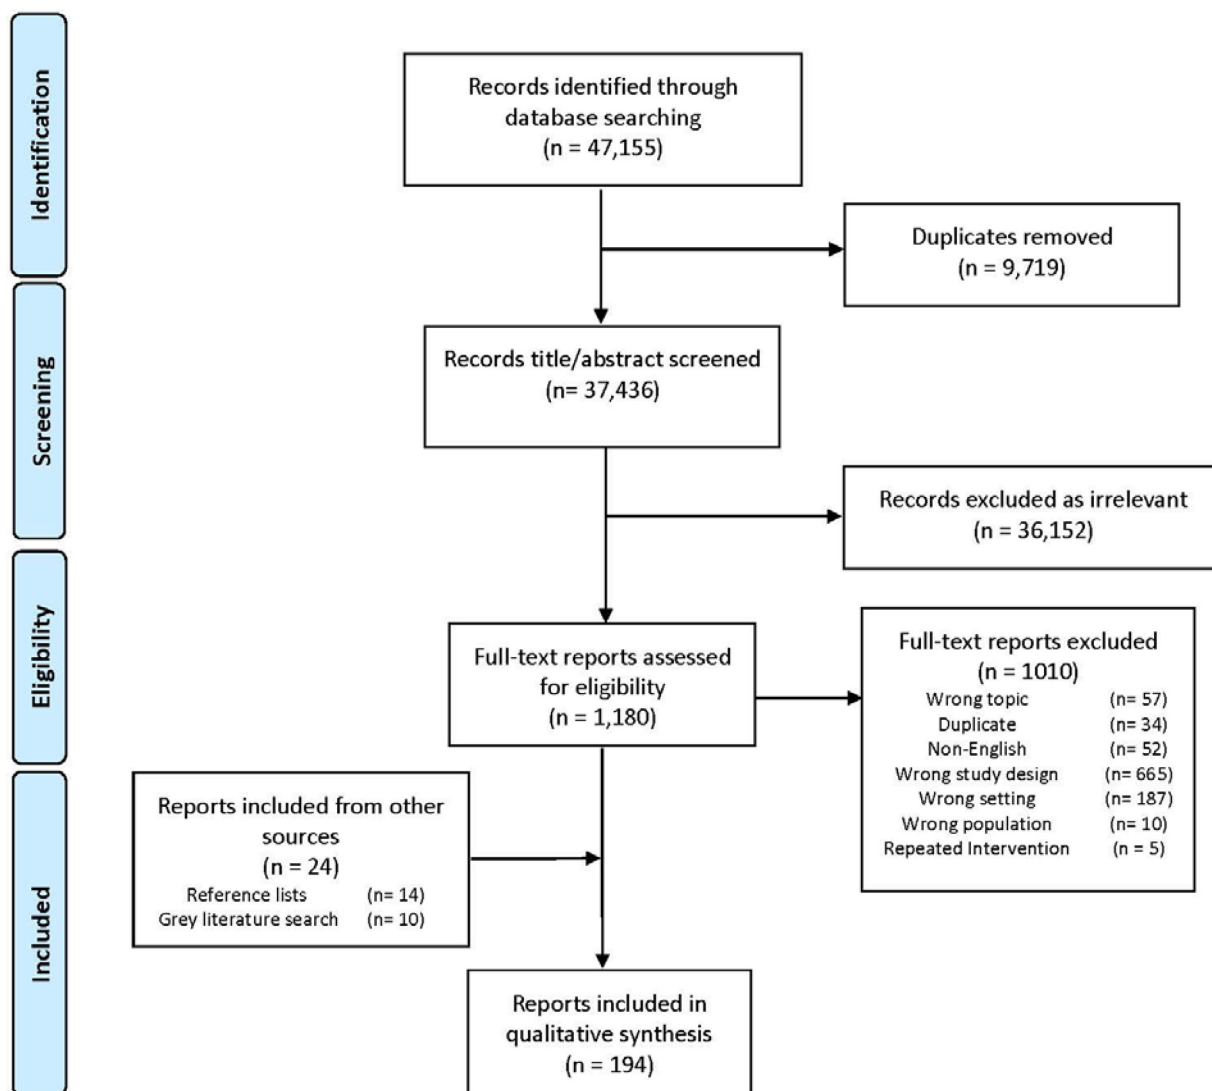 Identification
Records identified through
database searching
(n = 47,155)
Duplicates removed
(n = 9,719)
Screening
Records title/abstract screened
(n= 37,436)
Records excluded as irrelevant
(n = 36,152)
Eligibility
Full-text reports assessed
for eligibility
(n = 1,180)
Full-text reports excluded
(n = 1010)
Wrong topic (n= 57)
Duplicate (n= 34)
Non-English (n= 52)
Wrong study design (n= 665)
Wrong setting (n= 187)
Wrong population (n= 10)
Repeated Intervention (n = 5)
Included
Reports included from other
sources
(n = 24)
Reference lists (n= 14)
Grey literature search (n= 10)
Reports included in
qualitative synthesis
(n = 194)